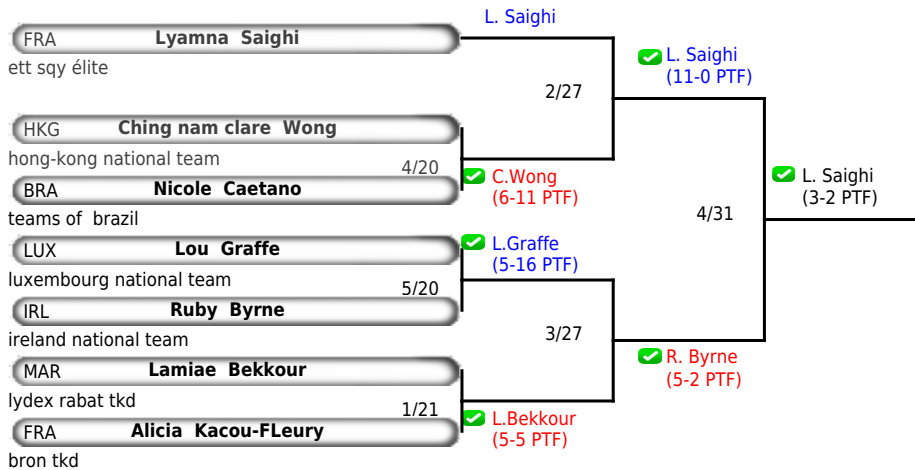 L. Saighi
FRA Lyamna Saighi
ett sqy élite
L. Saighi
(11-0 PTF)
2/27
HKG Ching nam clare Wong
hong-kong national team
4/20
C.Wong
(6-11 PTF)
L. Saighi
(3-2 PTF)
BRA Nicole Caetano
teams of brazil
4/31
LUX Lou Graffe
luxembourg national team
L.Graffe
(5-16 PTF)
5/20
IRL Ruby Byrne
ireland national team
3/27
R. Byrne
(5-2 PTF)
MAR Lamiae Bekkour
lydex rabat tkd
1/21
L.Bekkour
(5-5 PTF)
FRA Alicia Kacou-FLeury
bron tkd